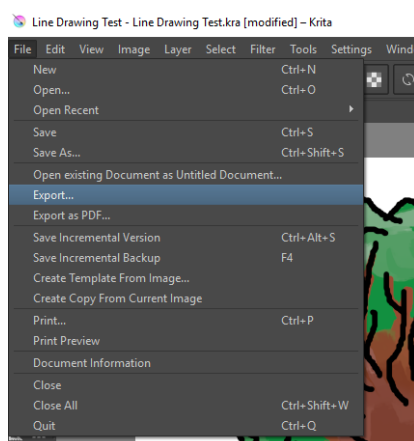 Line Drawing Test - Line Drawing Test.kra [modified] – Krita
File Edit View Image Layer Select Filter Tools Settings Wind
New Ctrl+N
Open... Ctrl+O
Open Recent
Save Ctrl+S
Save As... Ctrl+Shift+S
Open existing Document as Untitled Document...
Export...
Export as PDF...
Save Incremental Version Ctrl+Alt+S
Save Incremental Backup F4
Create Template From Image...
Create Copy From Current Image
Print... Ctrl+P
Print Preview
Document Information
Close
Close All Ctrl+Shift+W
Quit Ctrl+Q